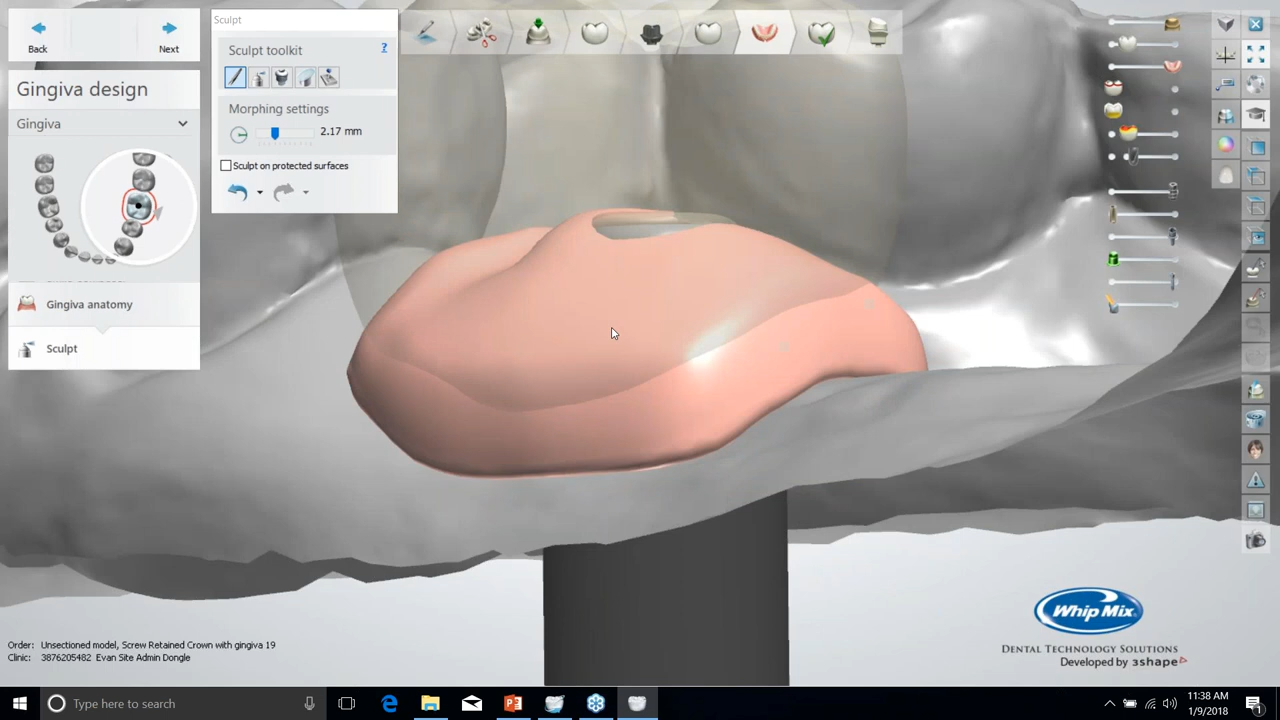 Sculpt
Back
Next
Sculpt toolkit
?
Gingiva design
Morphing settings
Gingiva
2.17 mm
Sculpt on protected surfaces
Gingiva anatomy
Sculpt
Whip Mix
Order: Unsectioned model, Screw Retained Crown with gingiva 19
Clinic: 3876205482 Evan Site Admin Dongle
DENTAL TECHNOLOGY SOLUTIONS
Developed by 3shape
Type here to search
11:38 AM
1/9/2018
1